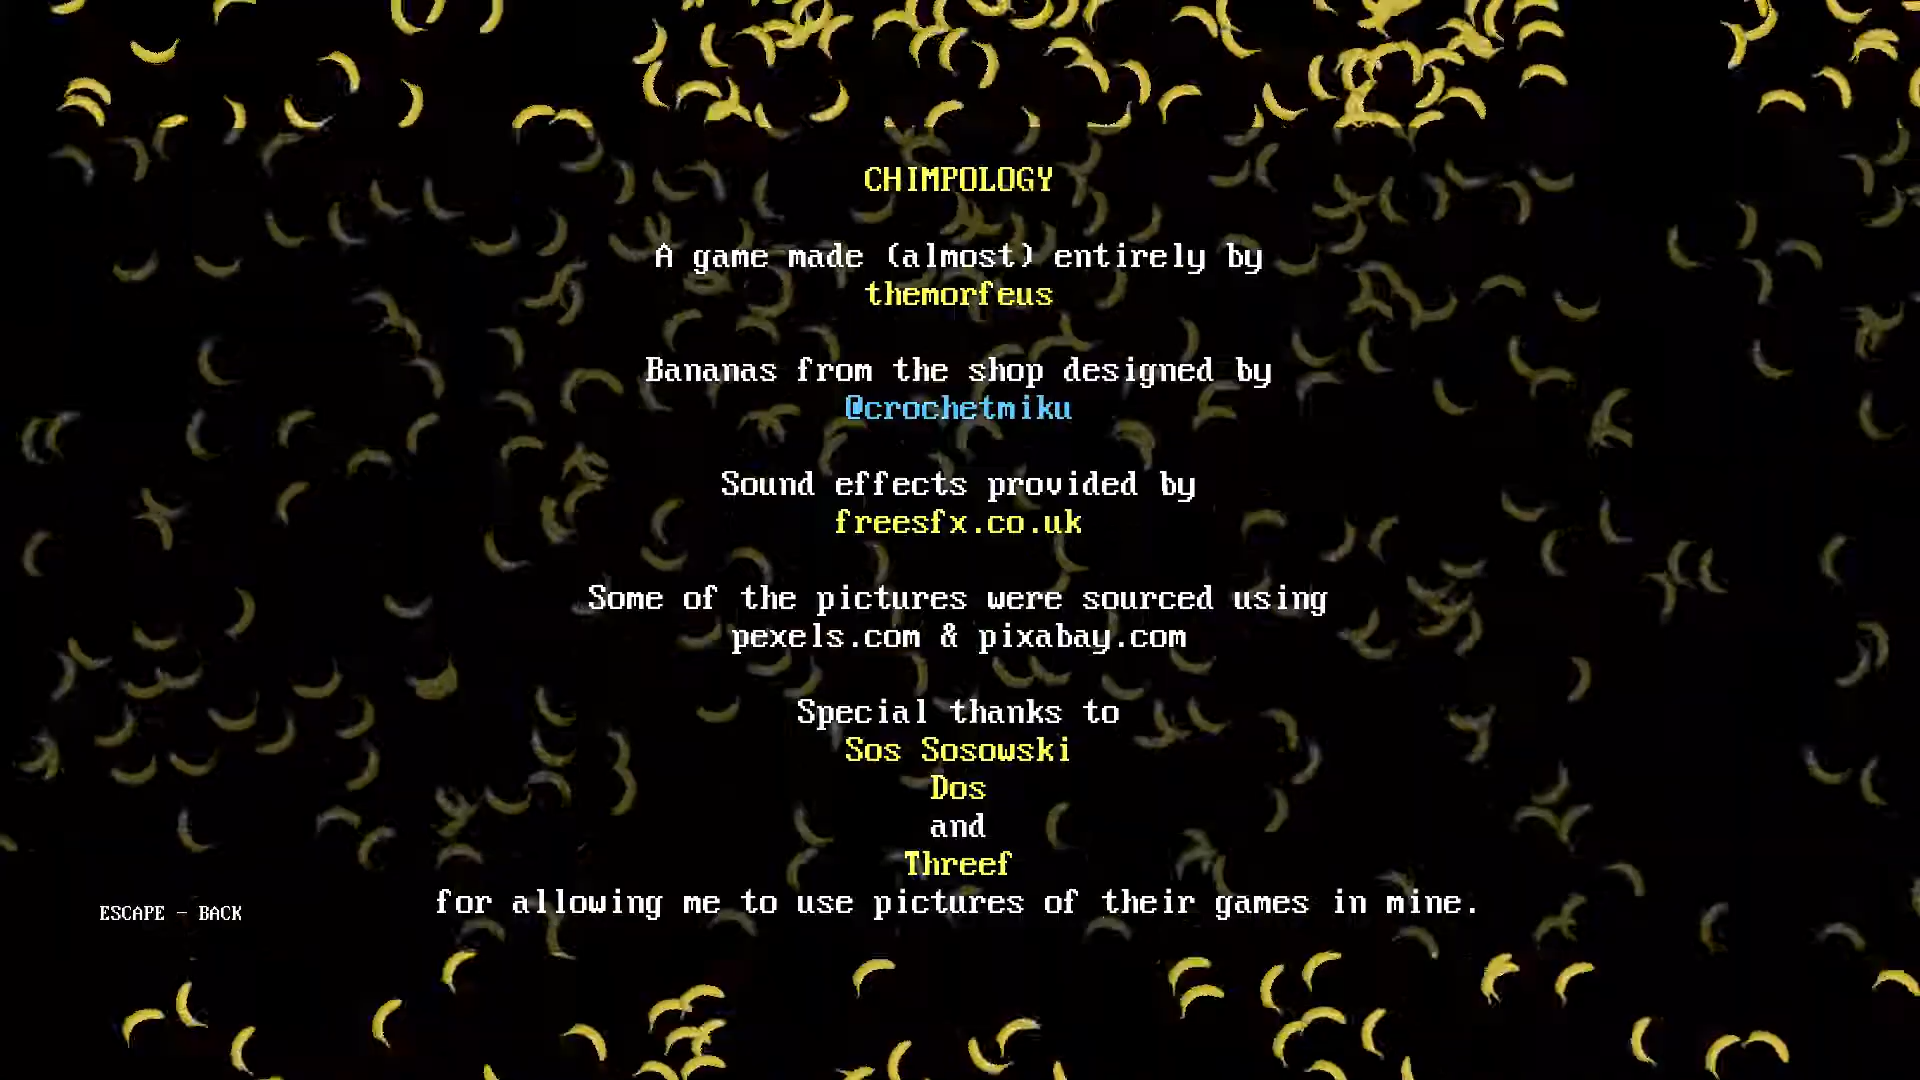 CHIMPOLOGY
A game made (almost) entirely by
themorfeus
Bananas from the shop designed by
@crochetmiku
Sound effects provided by
freesfx.co.uk
Some of the pictures were sourced using
pexels.com & pixabay.com
Special thanks to
Sos Sosowski
Dos
and
Threef
for allowing me to use pictures of their games in mine.
ESCAPE - BACK